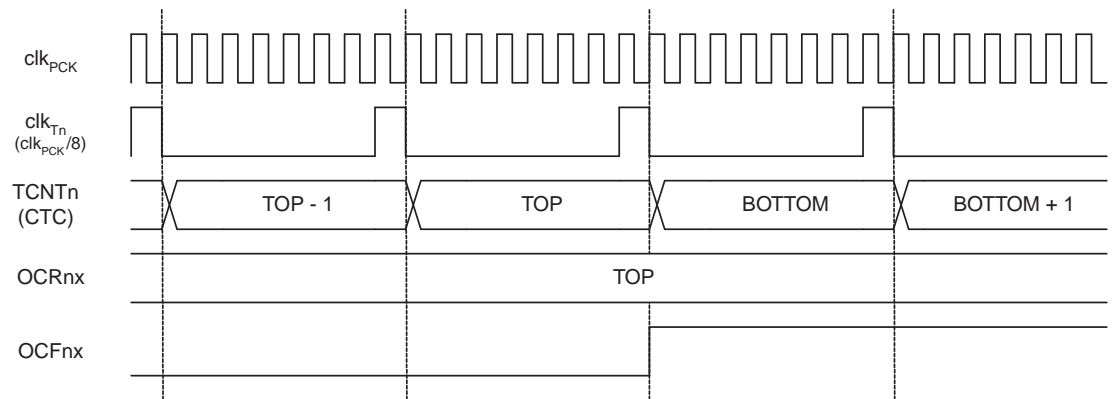 clkPCK
clkTn
(clkPCK/8)
TCNTn
(CTC)
TOP - 1
TOP
BOTTOM
BOTTOM + 1
OCRnx
TOP
OCFnx